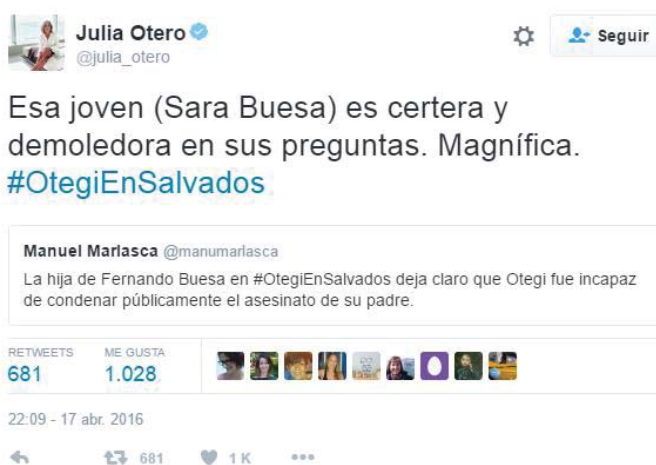 Julia Otero
@julia_otero
Seguir
Esa joven (Sara Buesa) es certera y
demoledora en sus preguntas. Magnífica.
#OtegiEnSalvados
Manuel Marlasca @manumarlasca
La hija de Fernando Buesa en #OtegiEnSalvados deja claro que Otegi fue incapaz
de condenar públicamente el asesinato de su padre.
RETWEETS ME GUSTA
681 1.028
22:09 - 17 abr. 2016
681 1 K